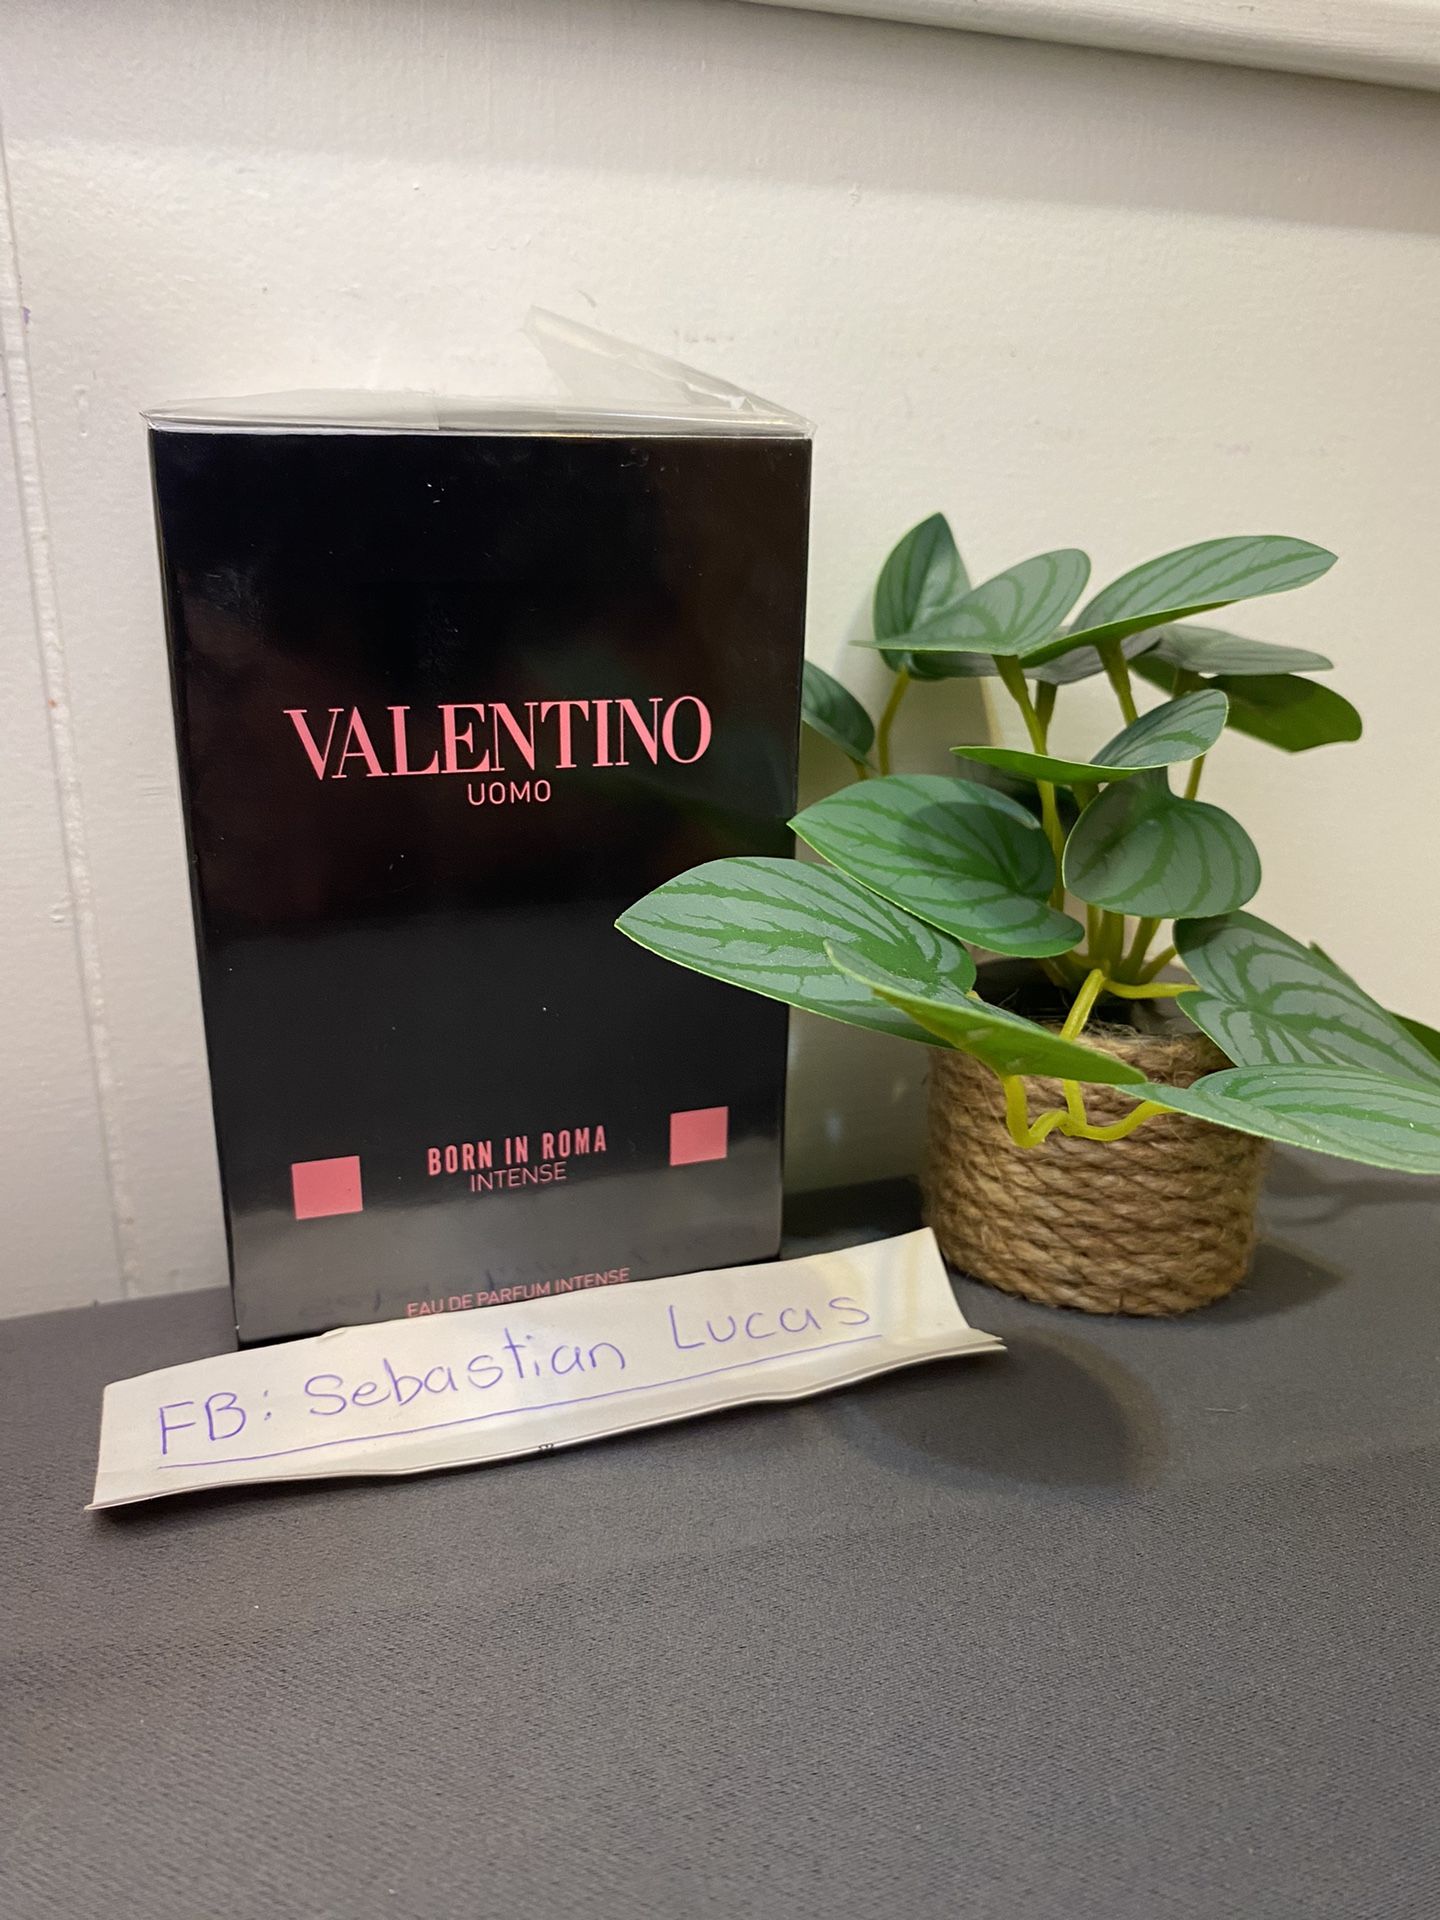 VALENTINO
UOMO
BORN IN ROMA
INTENSE
EAU DE PARFUM INTENSE
FB: Sebastian Lucas